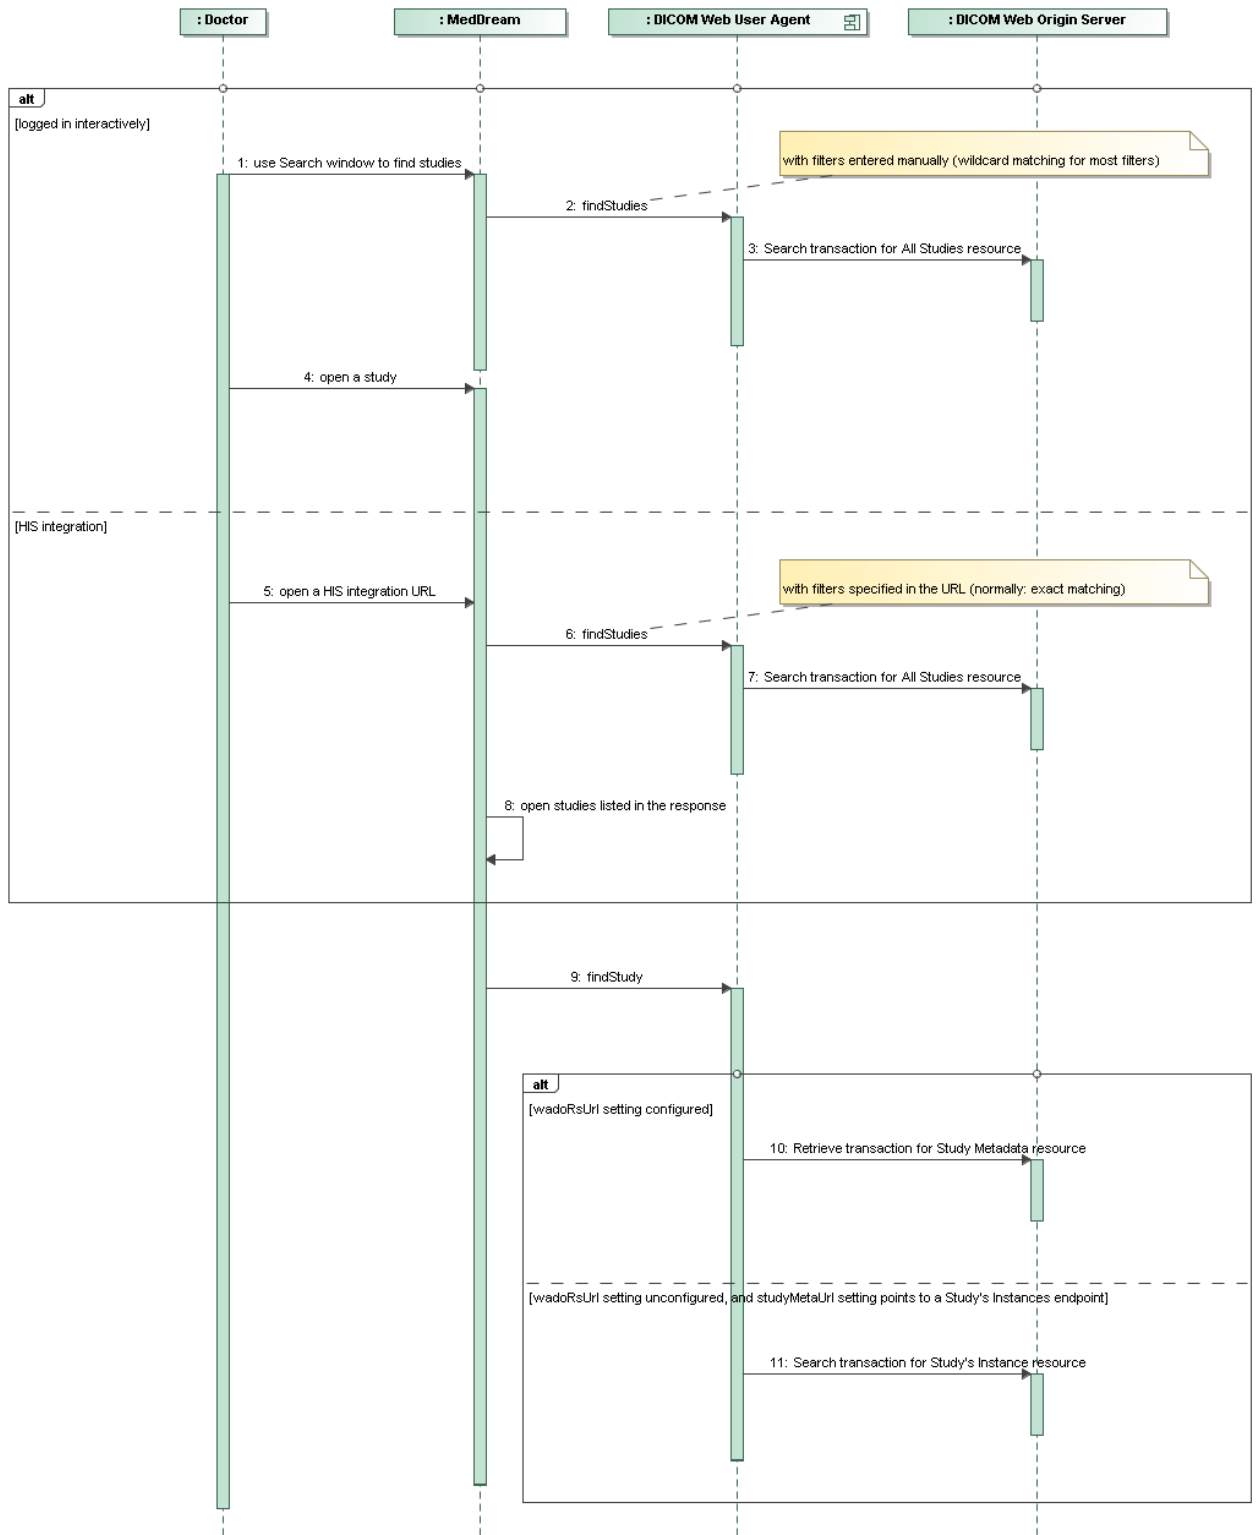 : Doctor
: MedDream
: DICOM Web User Agent
: DICOM Web Origin Server
alt
[logged in interactively]
with filters entered manually (wildcard matching for most filters)
1: use Search window to find studies
2: findStudies
3: Search transaction for All Studies resource
4: open a study
[HIS integration]
with filters specified in the URL (normally: exact matching)
5: open a HIS integration URL
6: findStudies
7: Search transaction for All Studies resource
8: open studies listed in the response
9: findStudy
alt
[wadoRsUrl setting configured]
10: Retrieve transaction for Study Metadata resource
[wadoRsUrl setting unconfigured, and studyMetaUrl setting points to a Study's Instances endpoint]
11: Search transaction for Study's Instance resource